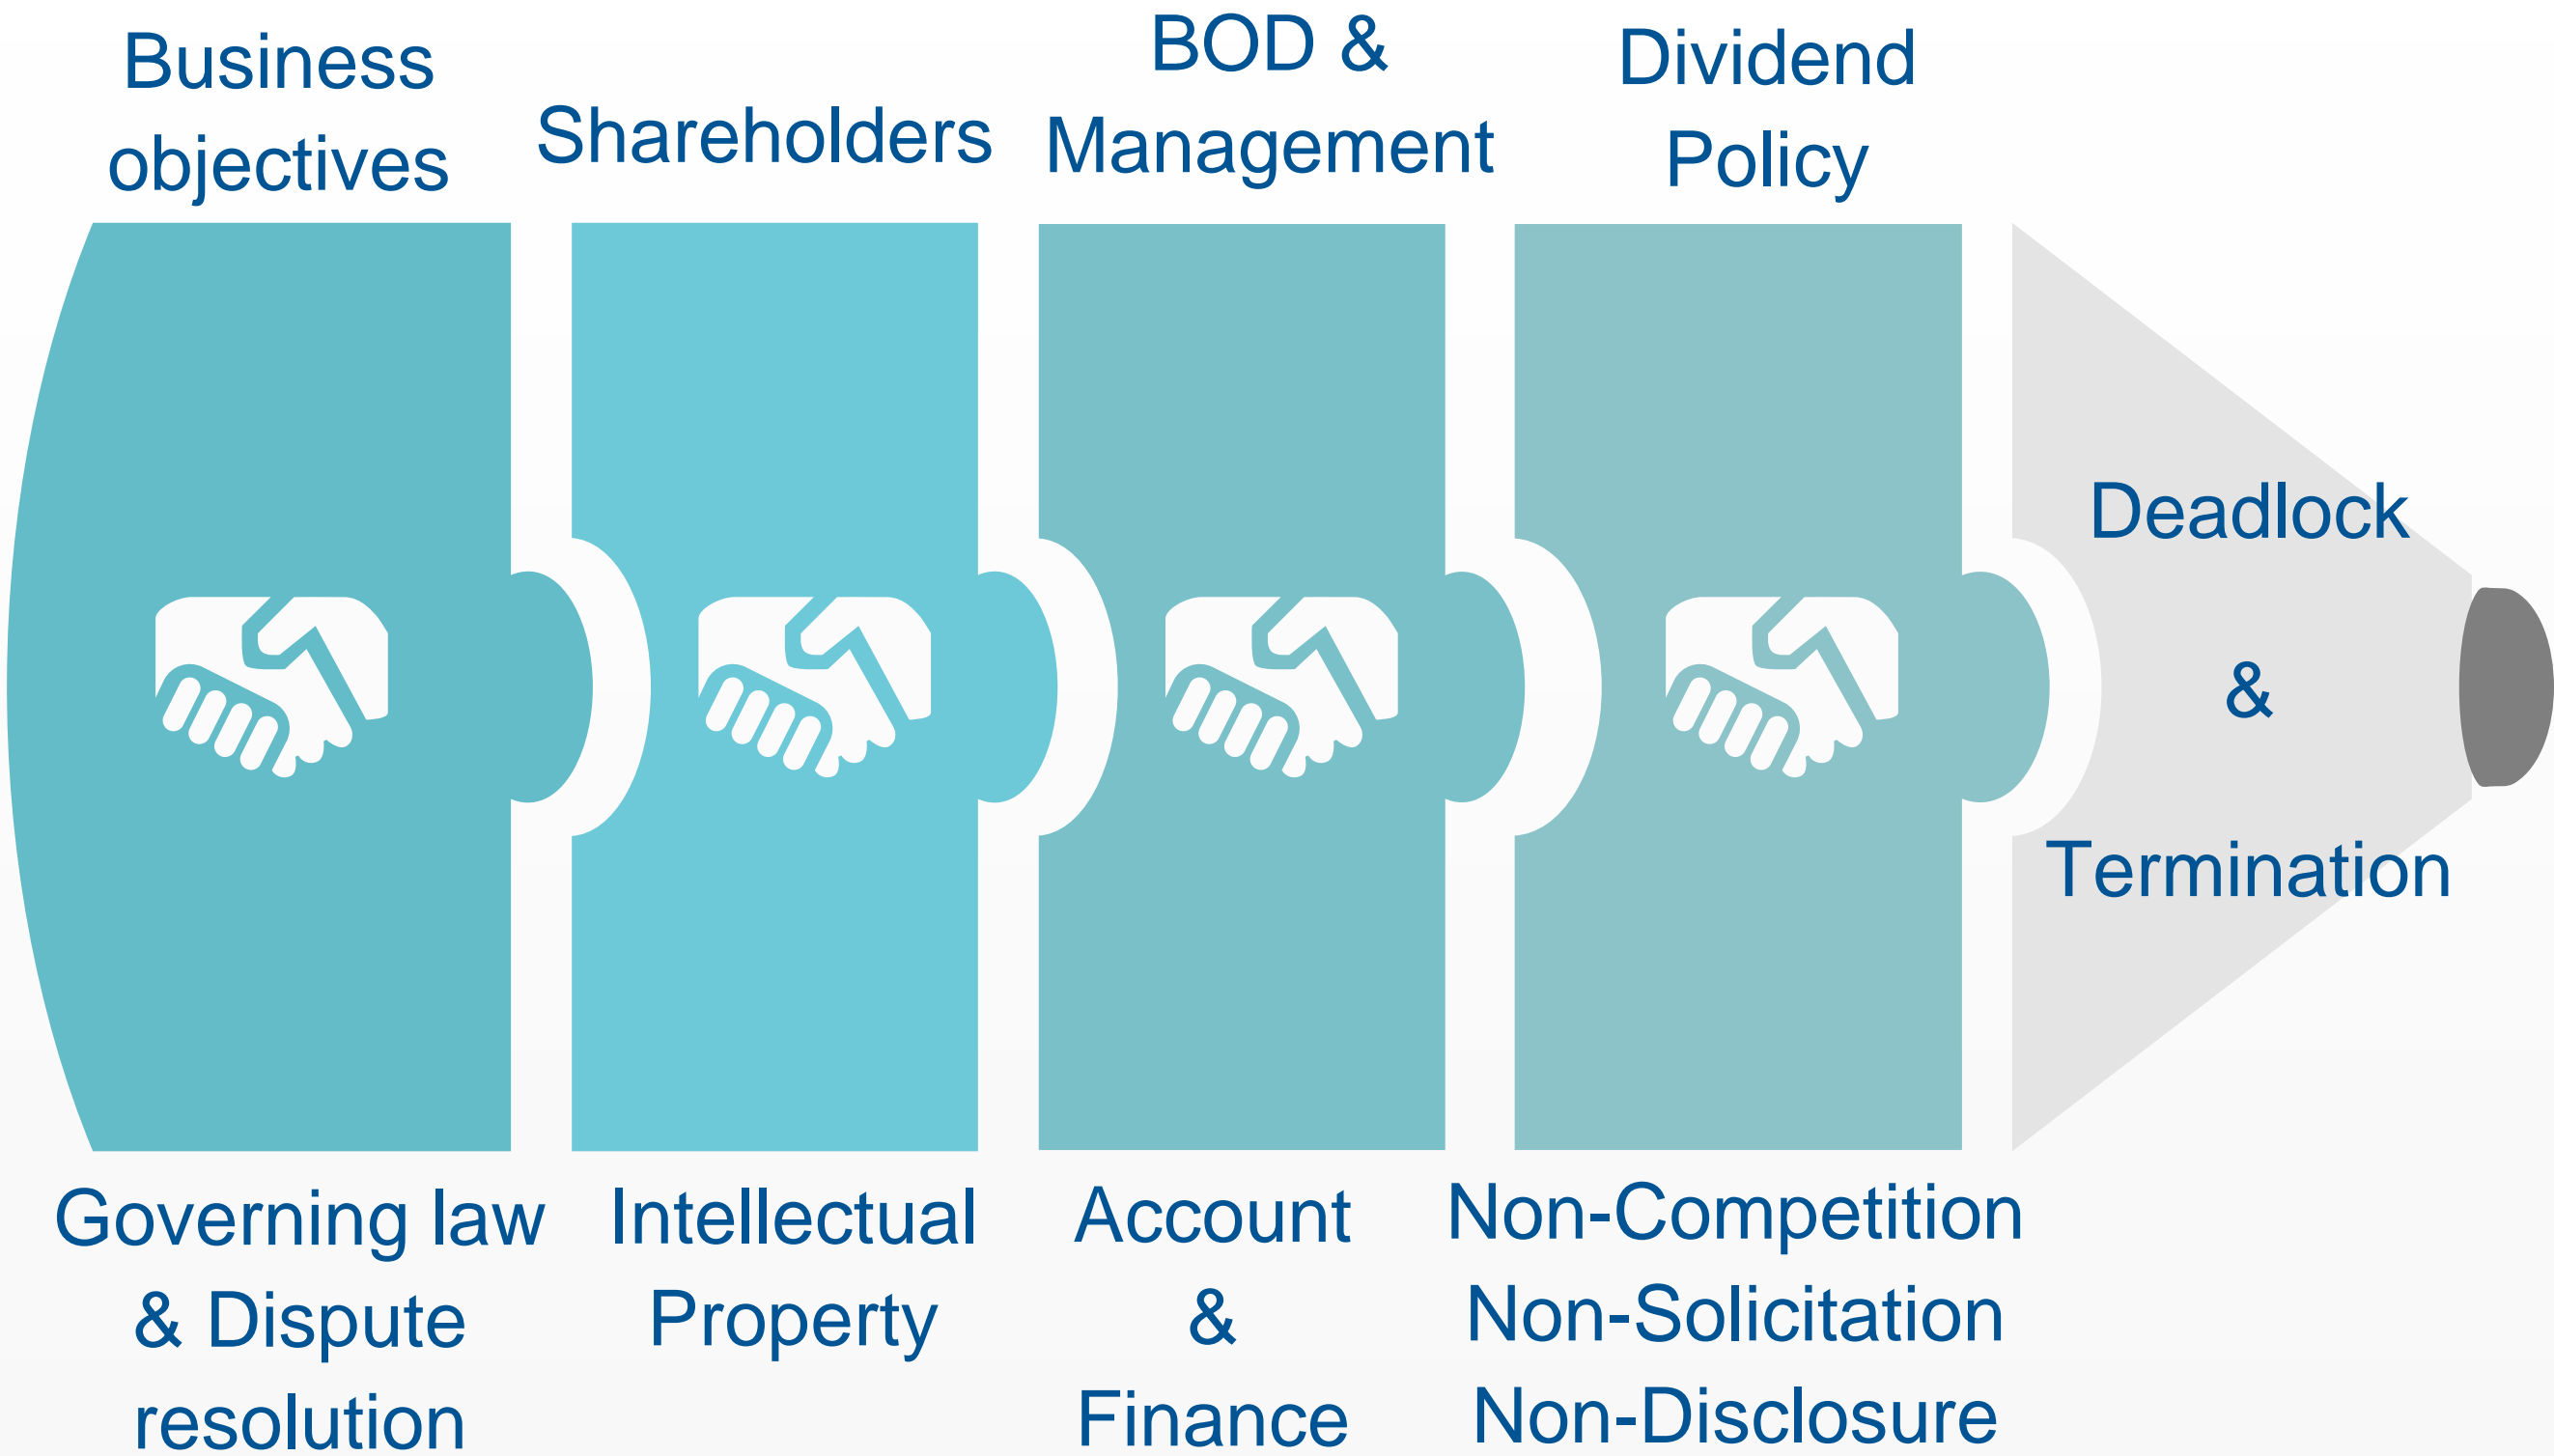 Business
objectives
Shareholders
BOD &
Management
Dividend
Policy
Deadlock
&
Termination
Governing law
& Dispute
resolution
Intellectual
Property
Account
&
Finance
Non-Competition
Non-Solicitation
Non-Disclosure